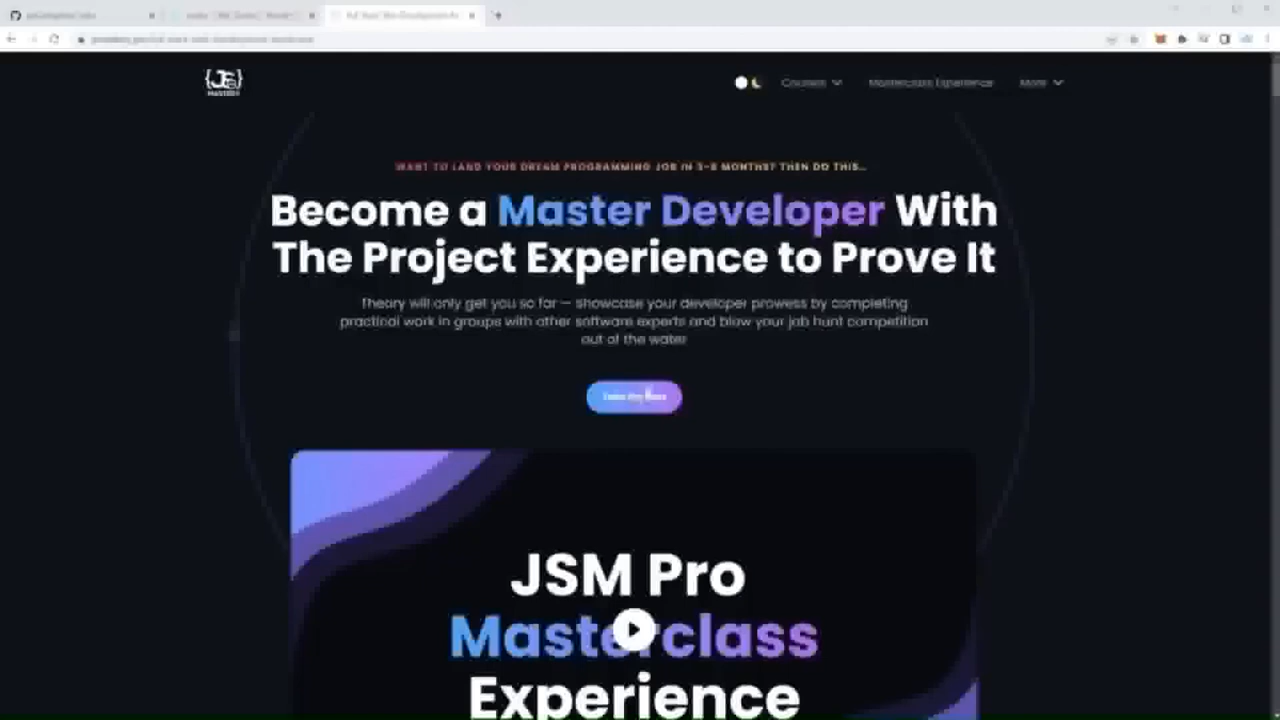 {JS}
MASTERY
Courses
Masterclass Experience
More
WANT TO LAND YOUR DREAM PROGRAMMING JOB IN 3-6 MONTHS? THEN DO THIS...
Become a Master Developer With
The Project Experience to Prove It
Theory will only get you so far — showcase your developer prowess by completing
practical work in groups with other software experts and blow your job hunt competition
out of the water
JSM Pro
Masterclass
Experience